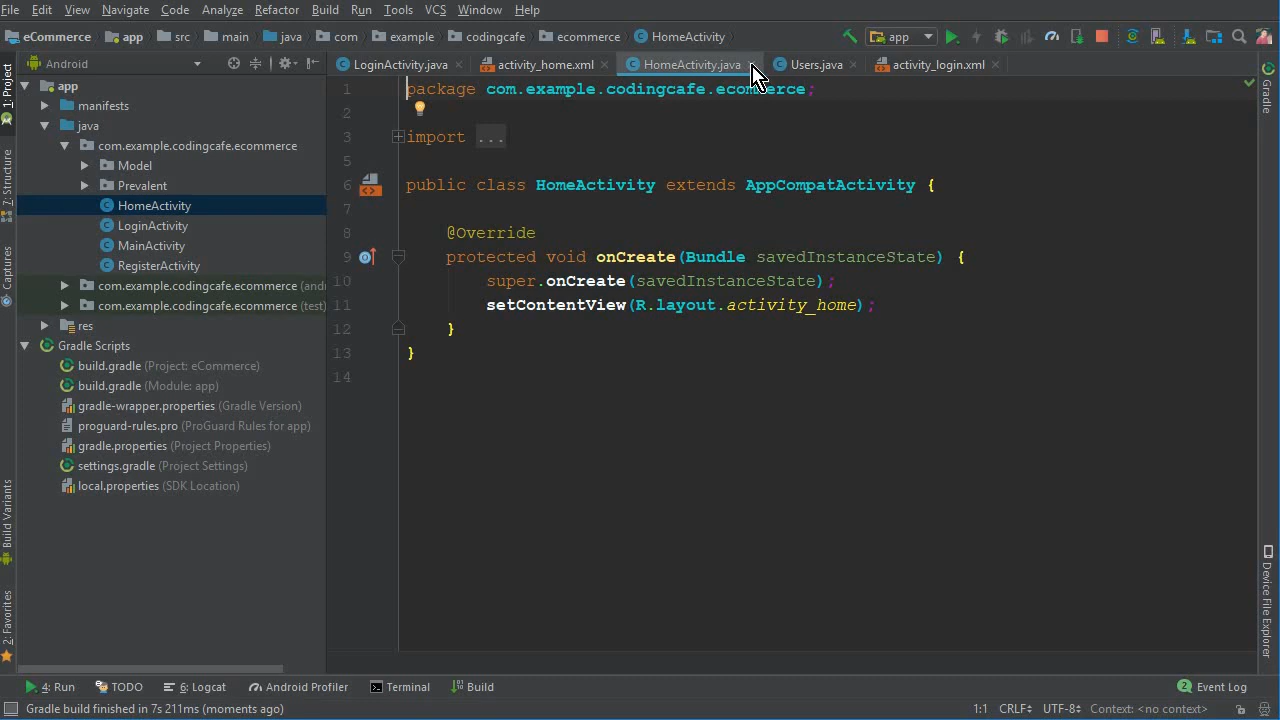 File Edit View Navigate Code Analyze Refactor Build Run Tools VCS Window Help
eCommerce app src main java com example codingcafe ecommerce HomeActivity app
1: Project
Android
LoginActivity.java activity_home.xml HomeActivity.java Users.java activity_login.xml
Gradle
app
manifests
java
com.example.codingcafe.ecommerce
Model
Prevalent
HomeActivity
LoginActivity
MainActivity
RegisterActivity
com.example.codingcafe.ecommerce (and
com.example.codingcafe.ecommerce (test)
res
Gradle Scripts
build.gradle (Project: eCommerce)
build.gradle (Module: app)
gradle-wrapper.properties (Gradle Version)
proguard-rules.pro (ProGuard Rules for app)
gradle.properties (Project Properties)
settings.gradle (Project Settings)
local.properties (SDK Location)
7: Structure
Captures
Build Variants
2: Favorites
1 package com.example.codingcafe.ecommerce;
2
3 import ...
5
6 public class HomeActivity extends AppCompatActivity {
7
8 @Override
9 protected void onCreate(Bundle savedInstanceState) {
10 super.onCreate(savedInstanceState);
11 setContentView(R.layout.activity_home);
12 }
13 }
14
Device File Explorer
4: Run TODO 6: Logcat Android Profiler Terminal Build 2 Event Log
Gradle build finished in 7s 211ms (moments ago) 1:1 CRLF UTF-8 Context: <no context>